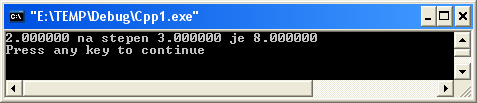 "E:\TEMP\Debug\Cpp1.exe"
2.000000 na stepen 3.000000 je 8.000000
Press any key to continue